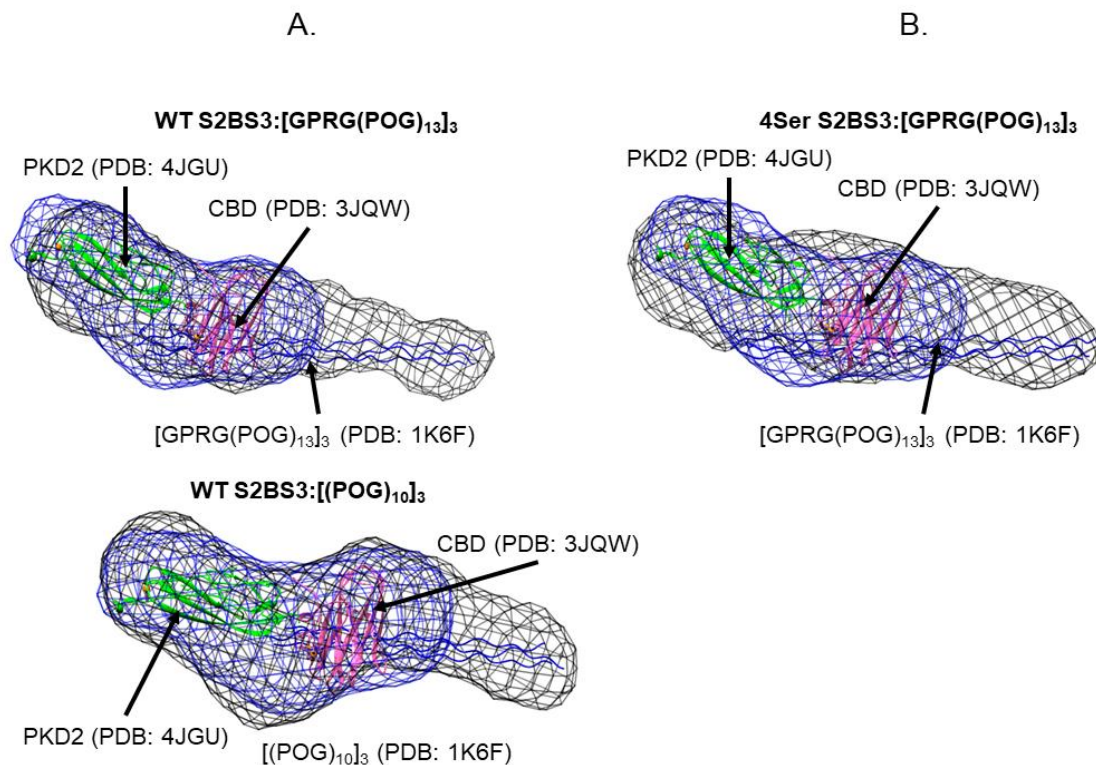 A.
B.
WT S2BS3:[GPRG(POG)₁₃]₃
PKD2 (PDB: 4JGU)
CBD (PDB: 3JQW)
[GPRG(POG)₁₃]₃ (PDB: 1K6F)
4Ser S2BS3:[GPRG(POG)₁₃]₃
PKD2 (PDB: 4JGU)
CBD (PDB: 3JQW)
[GPRG(POG)₁₃]₃ (PDB: 1K6F)
WT S2BS3:[(POG)₁₀]₃
CBD (PDB: 3JQW)
PKD2 (PDB: 4JGU)
[(POG)₁₀]₃ (PDB: 1K6F)